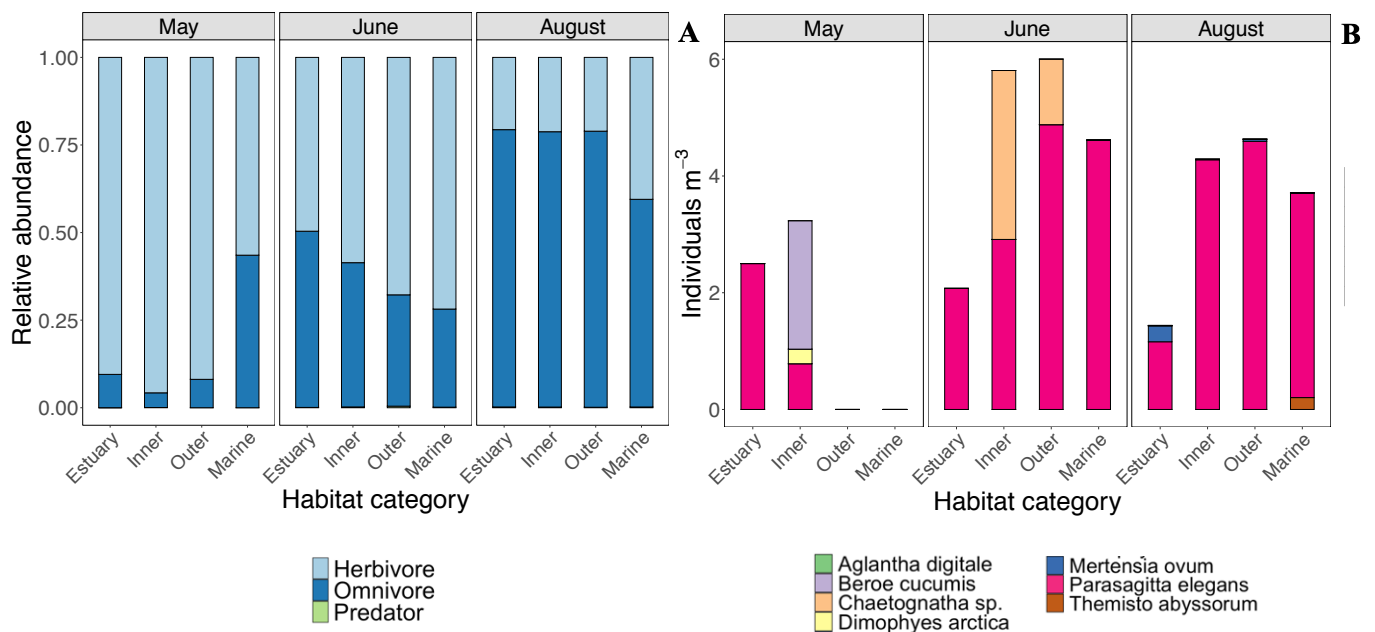 May June August A
1.00
0.75
0.50
0.25
0.00
Relative abundance
Estuary Inner Outer Marine Estuary Inner Outer Marine Estuary Inner Outer Marine
Habitat category
Herbivore
Omnivore
Predator
May June August B
6
4
2
0
Individuals m⁻³
Estuary Inner Outer Marine Estuary Inner Outer Marine Estuary Inner Outer Marine
Habitat category
Aglantha digitale
Beroe cucumis
Chaetognatha sp.
Dimophyes arctica
Mertensia ovum
Parasagitta elegans
Themisto abyssorum